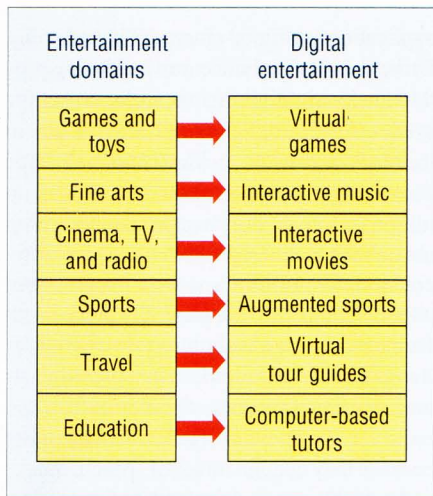 Entertainment
domains
Digital
entertainment
Games and
toys
Virtual
games
Fine arts
Interactive music
Cinema, TV,
and radio
Interactive
movies
Sports
Augmented sports
Travel
Virtual
tour guides
Education
Computer-based
tutors